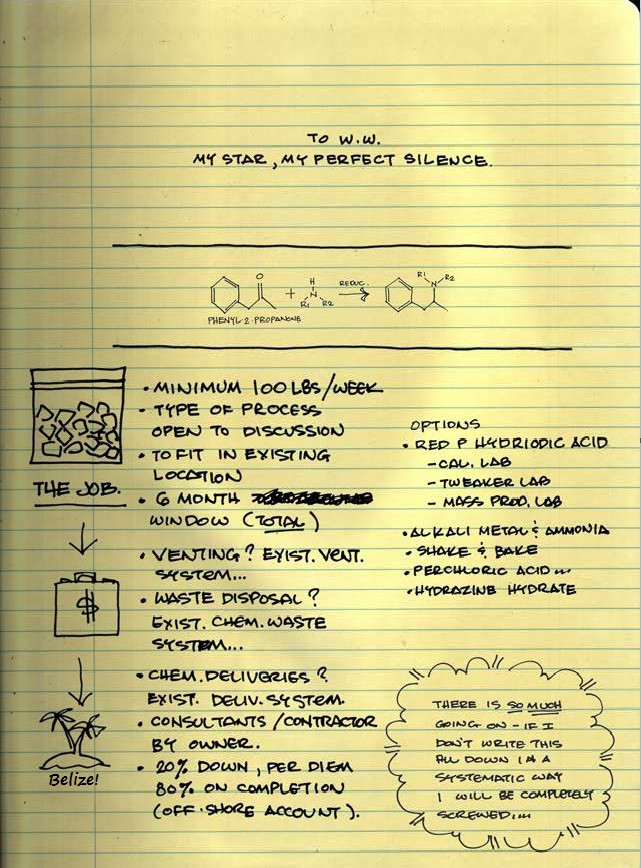 TO W.W.
MY STAR, MY PERFECT SILENCE.
O
H
N
R1 R2
+
REDUC.
R1 N R2
PHENYL-2-PROPANONE
THE JOB.
$
Belize!
• MINIMUM 100 LBS/WEEK
• TYPE OF PROCESS
OPEN TO DISCUSSION
• TO FIT IN EXISTING
LOCATION
• 6 MONTH
WINDOW (TOTAL)
• VENTING? EXIST. VENT.
SYSTEM...
• WASTE DISPOSAL?
EXIST. CHEM. WASTE
SYSTEM...
• CHEM. DELIVERIES?
EXIST. DELIV. SYSTEM.
• CONSULTANTS/CONTRACTOR
BY OWNER.
• 20% DOWN, PER DIEM
80% ON COMPLETION
(OFF-SHORE ACCOUNT).
OPTIONS
• RED P HYDRIODIC ACID
- CAL. LAB
- TWEAKER LAB
- MASS PROD. LAB
• ALKALI METAL & AMMONIA
• SHAKE & BAKE
• PERCHLORIC ACID...
• HYDRAZINE HYDRATE
THERE IS SO MUCH
GOING ON - IF I
DON'T WRITE THIS
ALL DOWN IN A
SYSTEMATIC WAY
I WILL BE COMPLETELY
SCREWED....